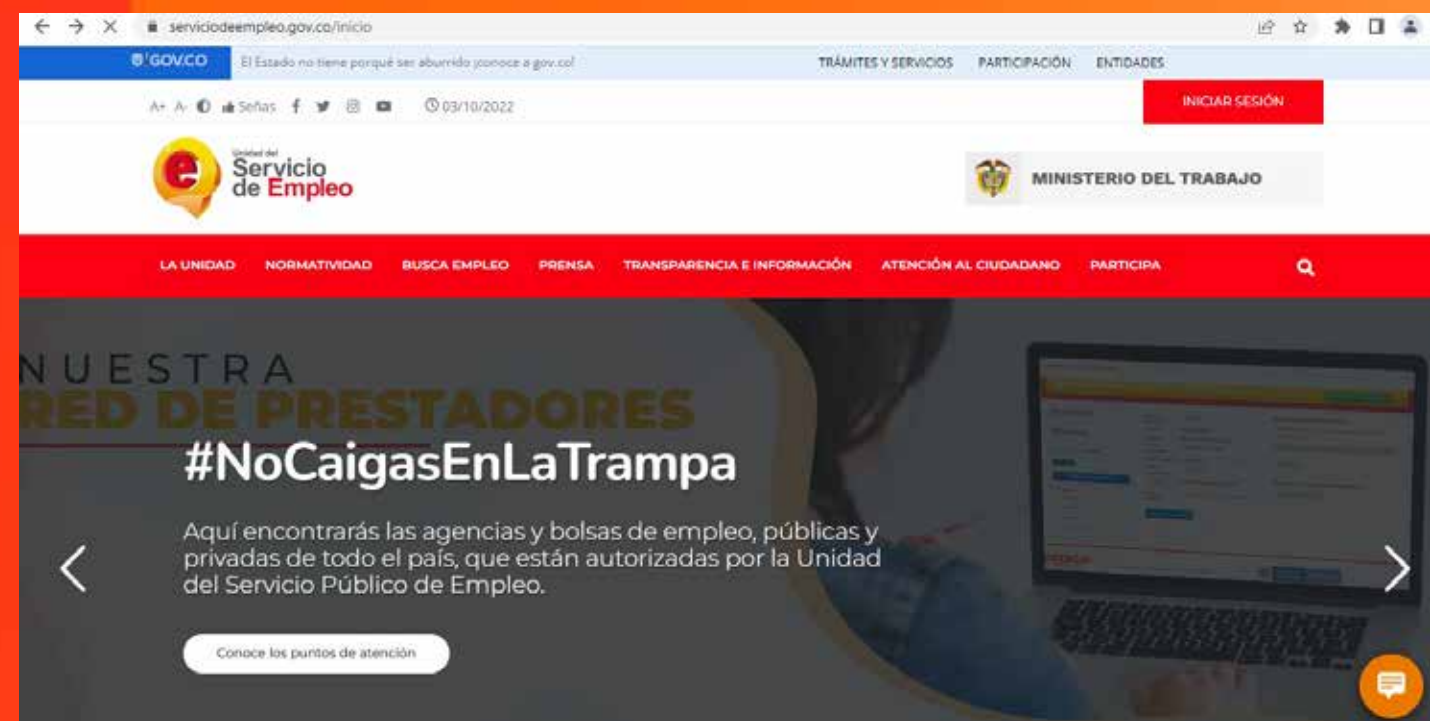 serviciodeempleo.gov.co/inicio
GOV.CO
El Estado no tiene porqué ser aburrido ¡conoce a gov.co!
TRÁMITES Y SERVICIOS PARTICIPACIÓN ENTIDADES
A+ A- Señas 03/10/2022
INICIAR SESIÓN
Unidad del
Servicio
de Empleo
MINISTERIO DEL TRABAJO
LA UNIDAD NORMATIVIDAD BUSCA EMPLEO PRENSA TRANSPARENCIA E INFORMACIÓN ATENCIÓN AL CIUDADANO PARTICIPA
NUESTRA
RED DE PRESTADORES
#NoCaigasEnLaTrampa
Aquí encontrarás las agencias y bolsas de empleo, públicas y
privadas de todo el país, que están autorizadas por la Unidad
del Servicio Público de Empleo.
Conoce los puntos de atención